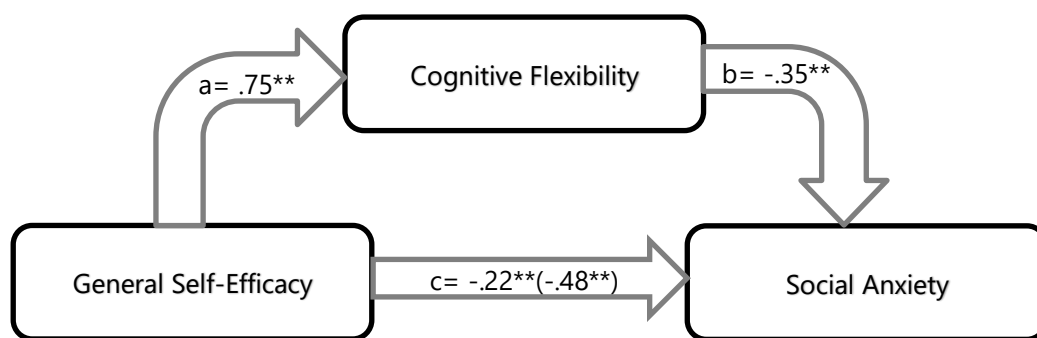 Cognitive Flexibility
a= .75**
b= -.35**
General Self-Efficacy
c= -.22**(-.48**)
Social Anxiety